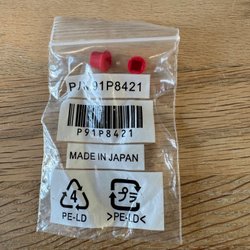 P/N 91P8421
P91P8421
MADE IN JAPAN
4
PE-LD
プラ
>PE-LD<